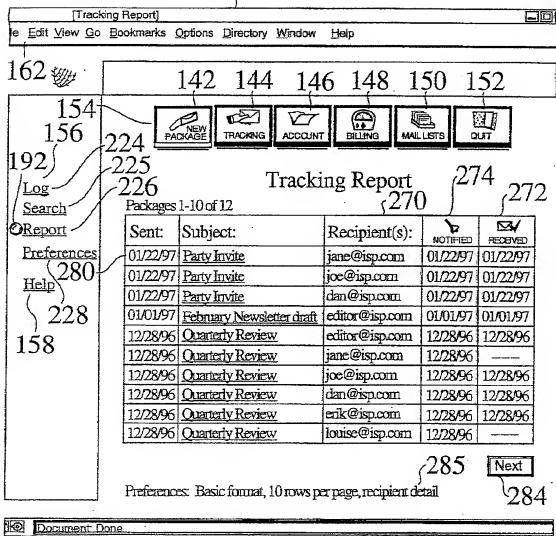 [Tracking Report]
le Edit View Go Bookmarks Options Directory Window Help
162
142 144 146 148 150 152
154
NEW PACKAGE TRACKING ACCOUNT BILLING MAIL LISTS QUIT
156
224
192
225
226
Log
Search
Report
Preferences
280
Help
228
158
Tracking Report
274
272
270
Packages 1-10 of 12
Sent: Subject: Recipient(s): NOTIFIED RECEIVED
01/22/97 Party Invite jane@isp.com 01/22/97 01/22/97
01/22/97 Party Invite joe@isp.com 01/22/97 01/22/97
01/22/97 Party Invite dan@isp.com 01/22/97 01/22/97
01/01/97 February Newsletter draft editor@isp.com 01/01/97 01/01/97
12/28/96 Quarterly Review editor@isp.com 12/28/96 12/28/96
12/28/96 Quarterly Review jane@isp.com 12/28/96 ----
12/28/96 Quarterly Review joe@isp.com 12/28/96 12/28/96
12/28/96 Quarterly Review dan@isp.com 12/28/96 12/28/96
12/28/96 Quarterly Review erik@isp.com 12/28/96 12/28/96
12/28/96 Quarterly Review louise@isp.com 12/28/96 ----
285
Next
284
Preferences: Basic format, 10 rows per page, recipient detail
Document: Done